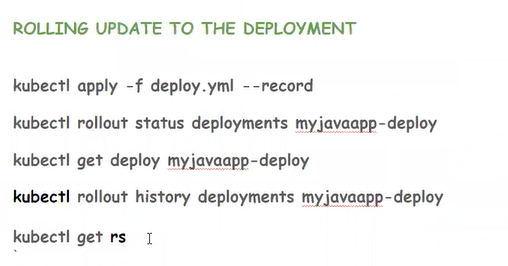 ROLLING UPDATE TO THE DEPLOYMENT
kubectl apply -f deploy.yml --record
kubectl rollout status deployments myjavaapp-deploy
kubectl get deploy myjavaapp-deploy
kubectl rollout history deployments myjavaapp-deploy
kubectl get rs
`